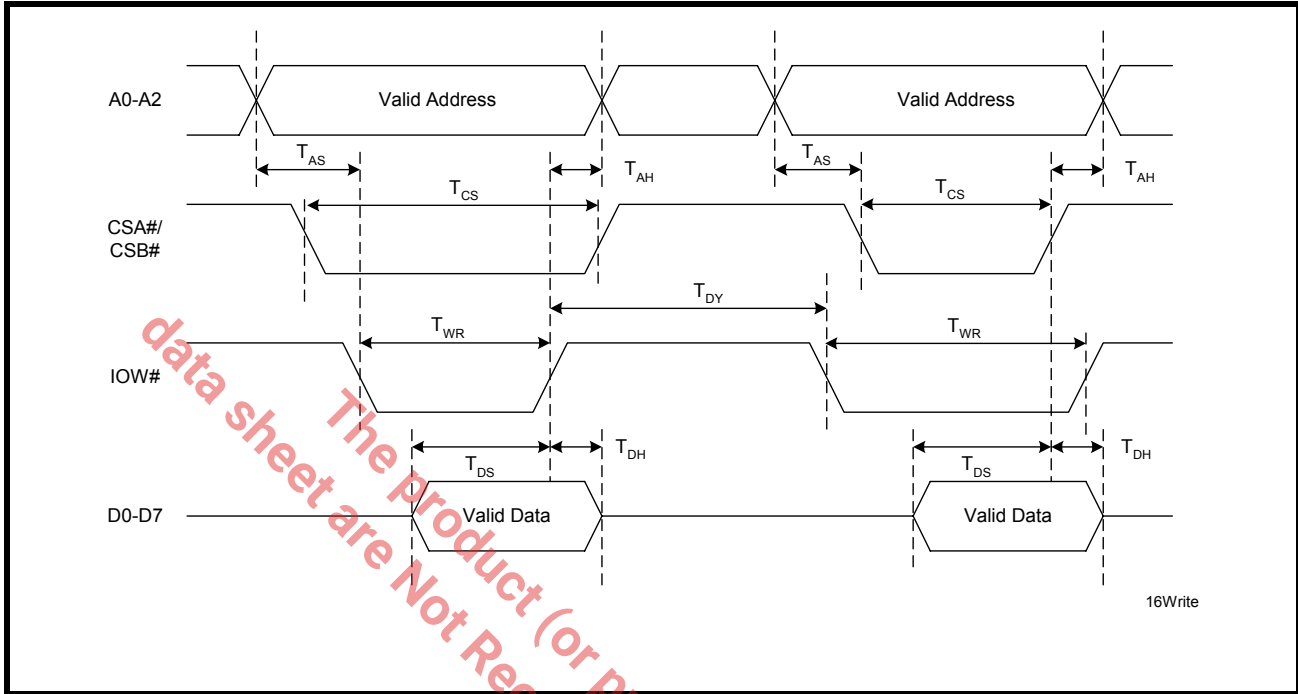 A0-A2
Valid Address
Valid Address
TAS
TAH
TAS
TAH
TCS
TCS
CSA#/
CSB#
TDY
TWR
TWR
IOW#
TDS
TDH
TDS
TDH
D0-D7
Valid Data
Valid Data
16Write
The product (or
data sheet are Not